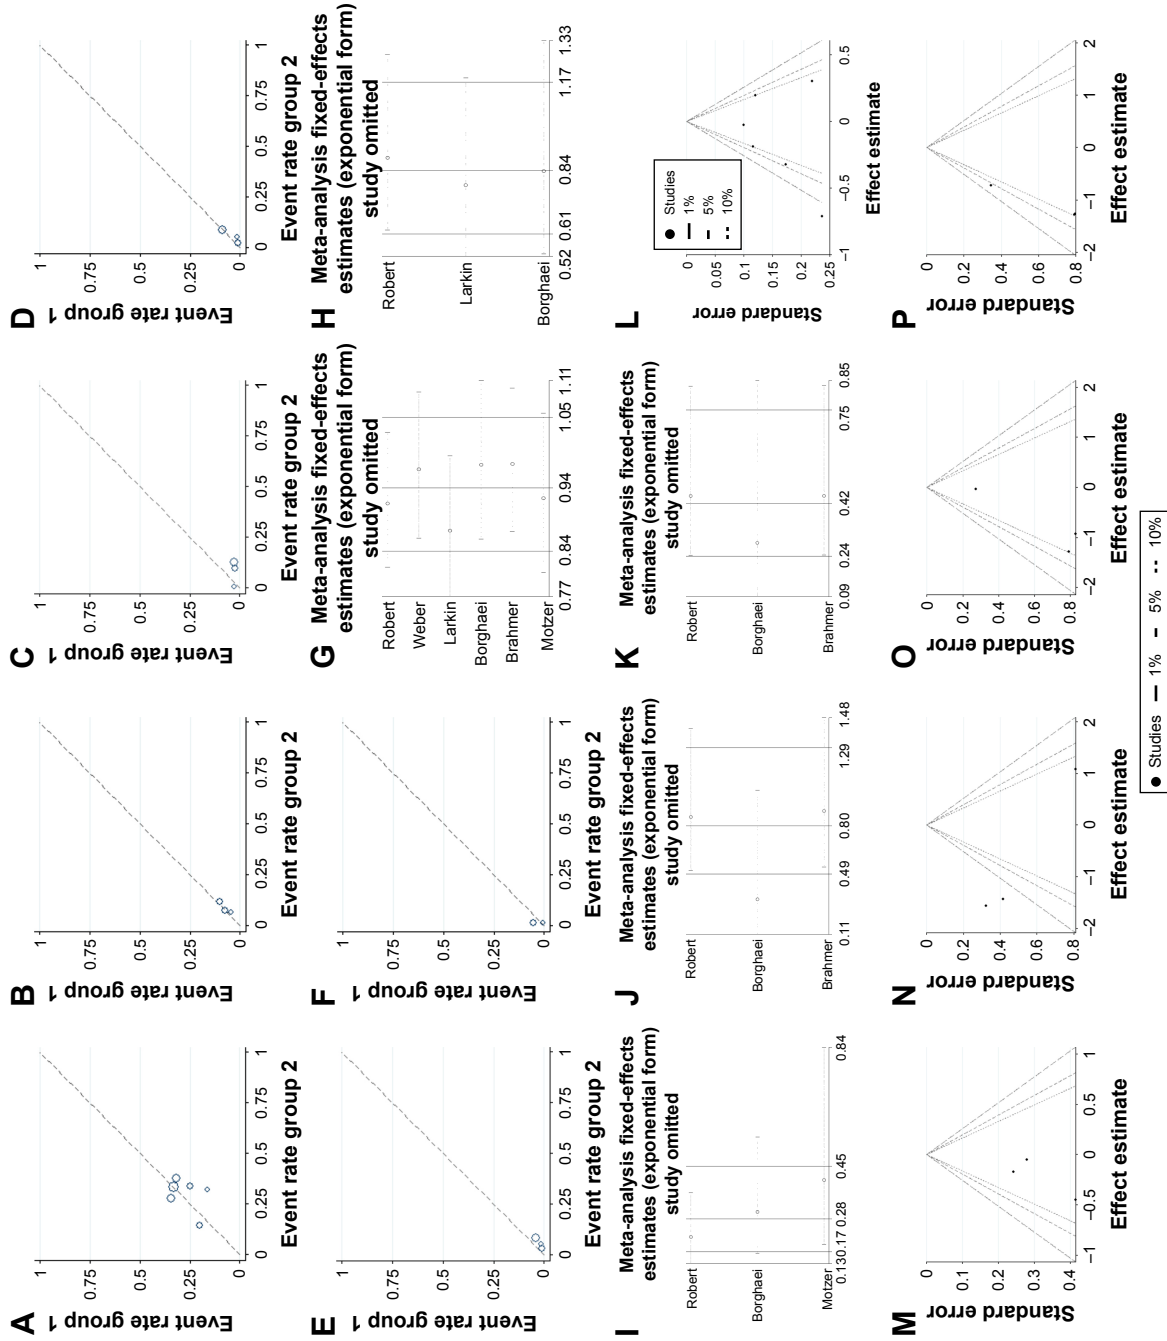 A
1
0.75
0.5
0.25
0
Event rate group 1
0 0.25 0.5 0.75 1
Event rate group 2
B
1
0.75
0.5
0.25
0
Event rate group 1
0 0.25 0.5 0.75 1
Event rate group 2
C
1
0.75
0.5
0.25
0
Event rate group 1
0 0.25 0.5 0.75 1
Event rate group 2
D
1
0.75
0.5
0.25
0
Event rate group 1
0 0.25 0.5 0.75 1
Event rate group 2
E
1
0.75
0.5
0.25
0
Event rate group 1
0 0.25 0.5 0.75 1
Event rate group 2
F
1
0.75
0.5
0.25
0
Event rate group 1
0 0.25 0.5 0.75 1
Event rate group 2
G
Meta-analysis fixed-effects
estimates (exponential form)
study omitted
Robert
Weber
Larkin
Borghaei
Brahmer
Motzer
0.77 0.84 0.94 1.05 1.11
H
Meta-analysis fixed-effects
estimates (exponential form)
study omitted
Robert
Larkin
Borghaei
0.52 0.61 0.84 1.17 1.33
I
Meta-analysis fixed-effects
estimates (exponential form)
study omitted
Robert
Borghaei
Motzer
0.13 0.17 0.28 0.45 0.84
J
Meta-analysis fixed-effects
estimates (exponential form)
study omitted
Robert
Borghaei
Brahmer
0.11 0.49 0.80 1.29 1.48
K
Meta-analysis fixed-effects
estimates (exponential form)
study omitted
Robert
Borghaei
Brahmer
0.09 0.24 0.42 0.75 0.85
L
Studies
1%
5%
10%
0
0.05
0.1
0.15
0.2
0.25
Standard error
−1 −0.5 0 0.5
Effect estimate
M
0
0.1
0.2
0.3
0.4
Standard error
−1 −0.5 0 0.5 1
Effect estimate
N
0
0.2
0.4
0.6
0.8
Standard error
−2 −1 0 1 2
Effect estimate
O
0
0.2
0.4
0.6
0.8
Standard error
−2 −1 0 1 2
Effect estimate
P
0
0.2
0.4
0.6
0.8
Standard error
−2 −1 0 1 2
Effect estimate
Studies 1% 5% 10%